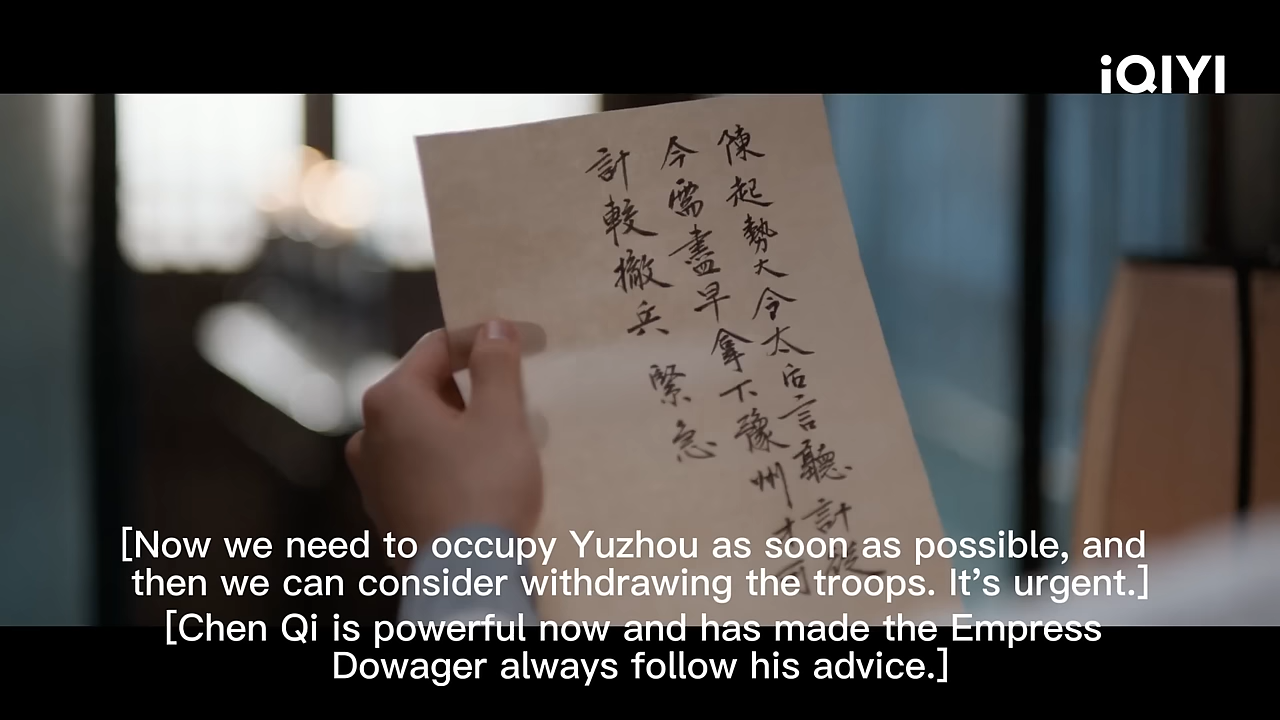 iQIYI
陳起勢大令太后言聽計從
今需盡早拿下豫州才可
計較撤兵 緊急
[Now we need to occupy Yuzhou as soon as possible, and
then we can consider withdrawing the troops. It’s urgent.]
[Chen Qi is powerful now and has made the Empress
Dowager always follow his advice.]